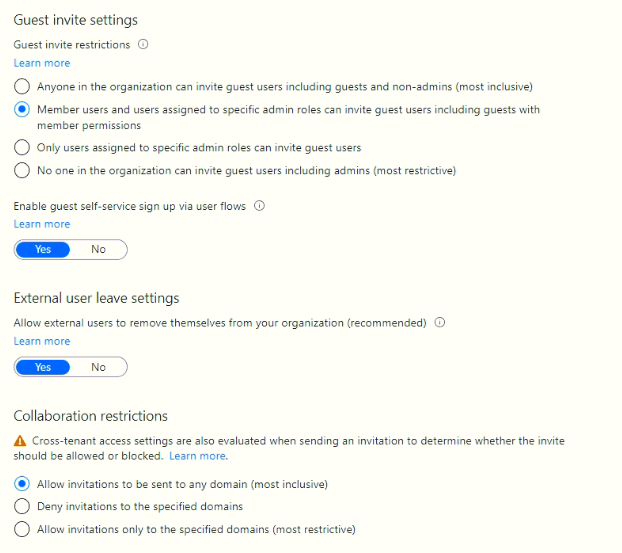 Guest invite settings
Guest invite restrictions
Learn more
Anyone in the organization can invite guest users including guests and non-admins (most inclusive)
Member users and users assigned to specific admin roles can invite guest users including guests with
member permissions
Only users assigned to specific admin roles can invite guest users
No one in the organization can invite guest users including admins (most restrictive)
Enable guest self-service sign up via user flows
Learn more
Yes No
External user leave settings
Allow external users to remove themselves from your organization (recommended)
Learn more
Yes No
Collaboration restrictions
Cross-tenant access settings are also evaluated when sending an invitation to determine whether the invite
should be allowed or blocked. Learn more.
Allow invitations to be sent to any domain (most inclusive)
Deny invitations to the specified domains
Allow invitations only to the specified domains (most restrictive)